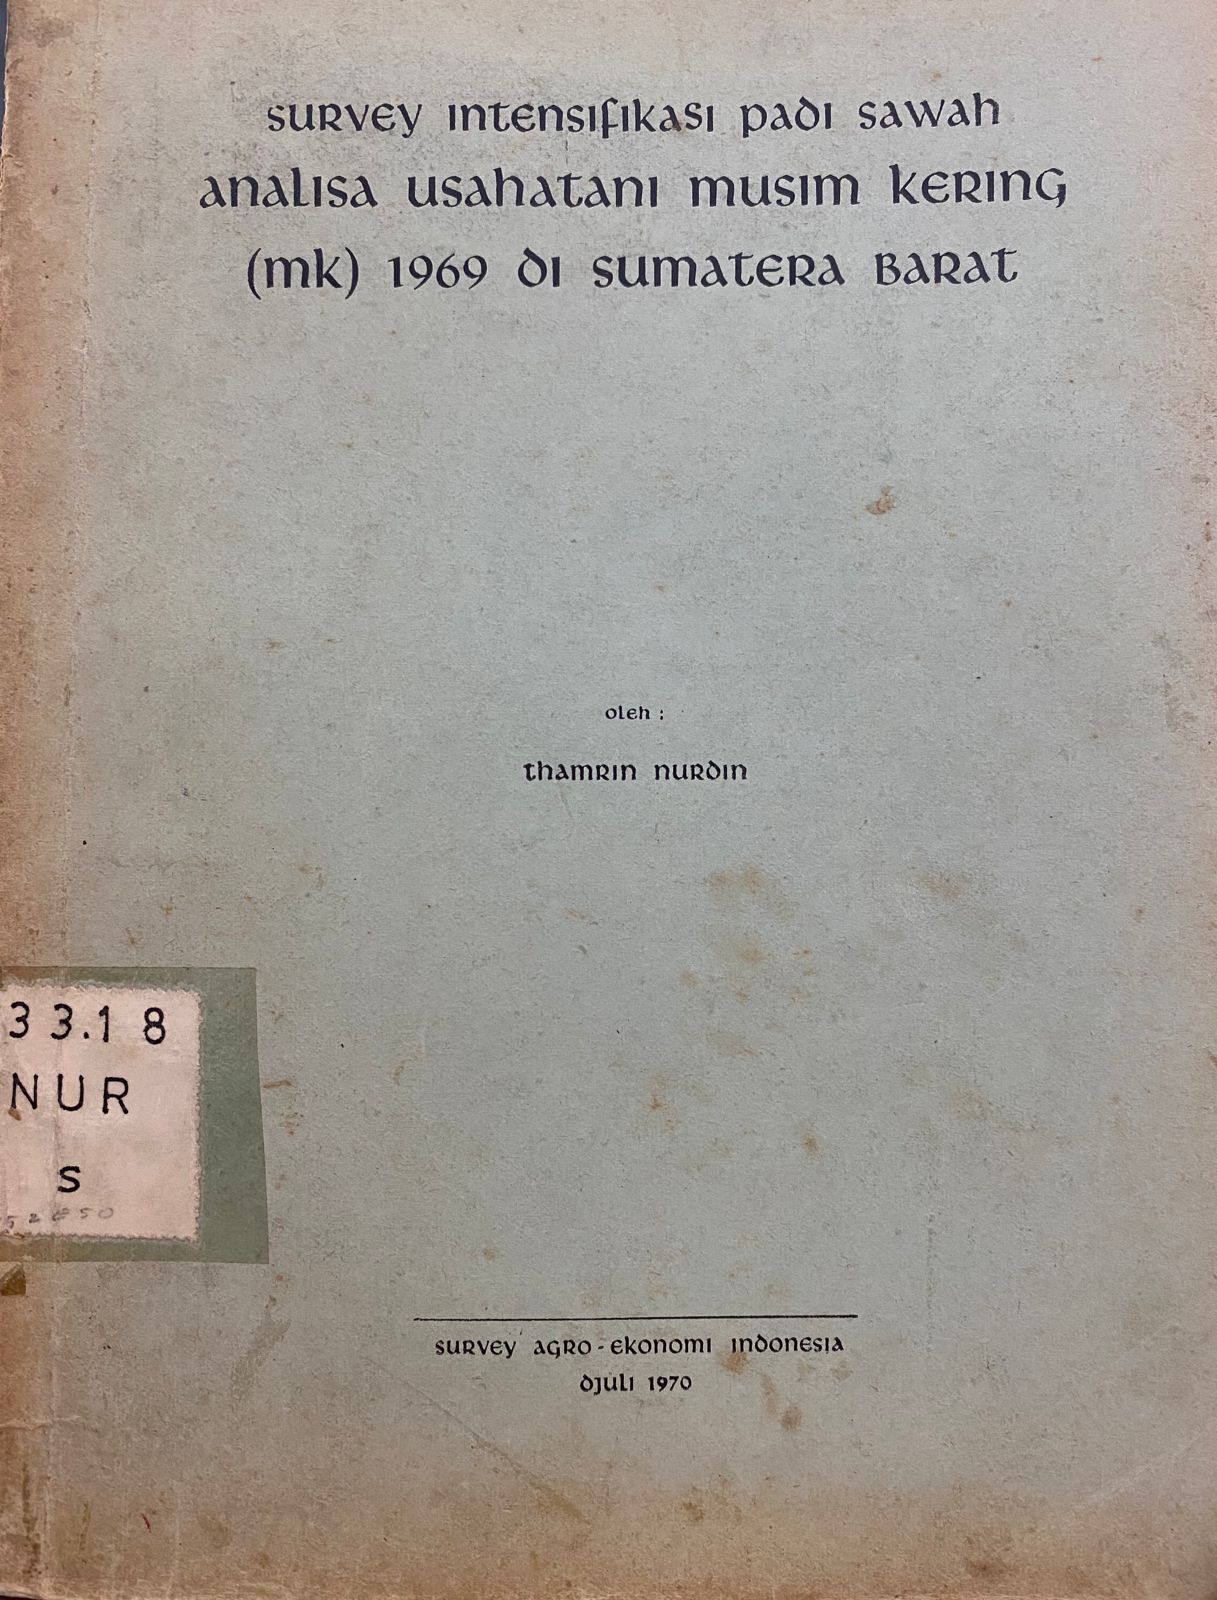 survey intensifikasi padi sawah
analisa usahatani musim kering
(mk) 1969 di sumatera barat
oleh :
thamrin nurdin
33.18
NUR
s
survey agro-ekonomi indonesia
djuli 1970